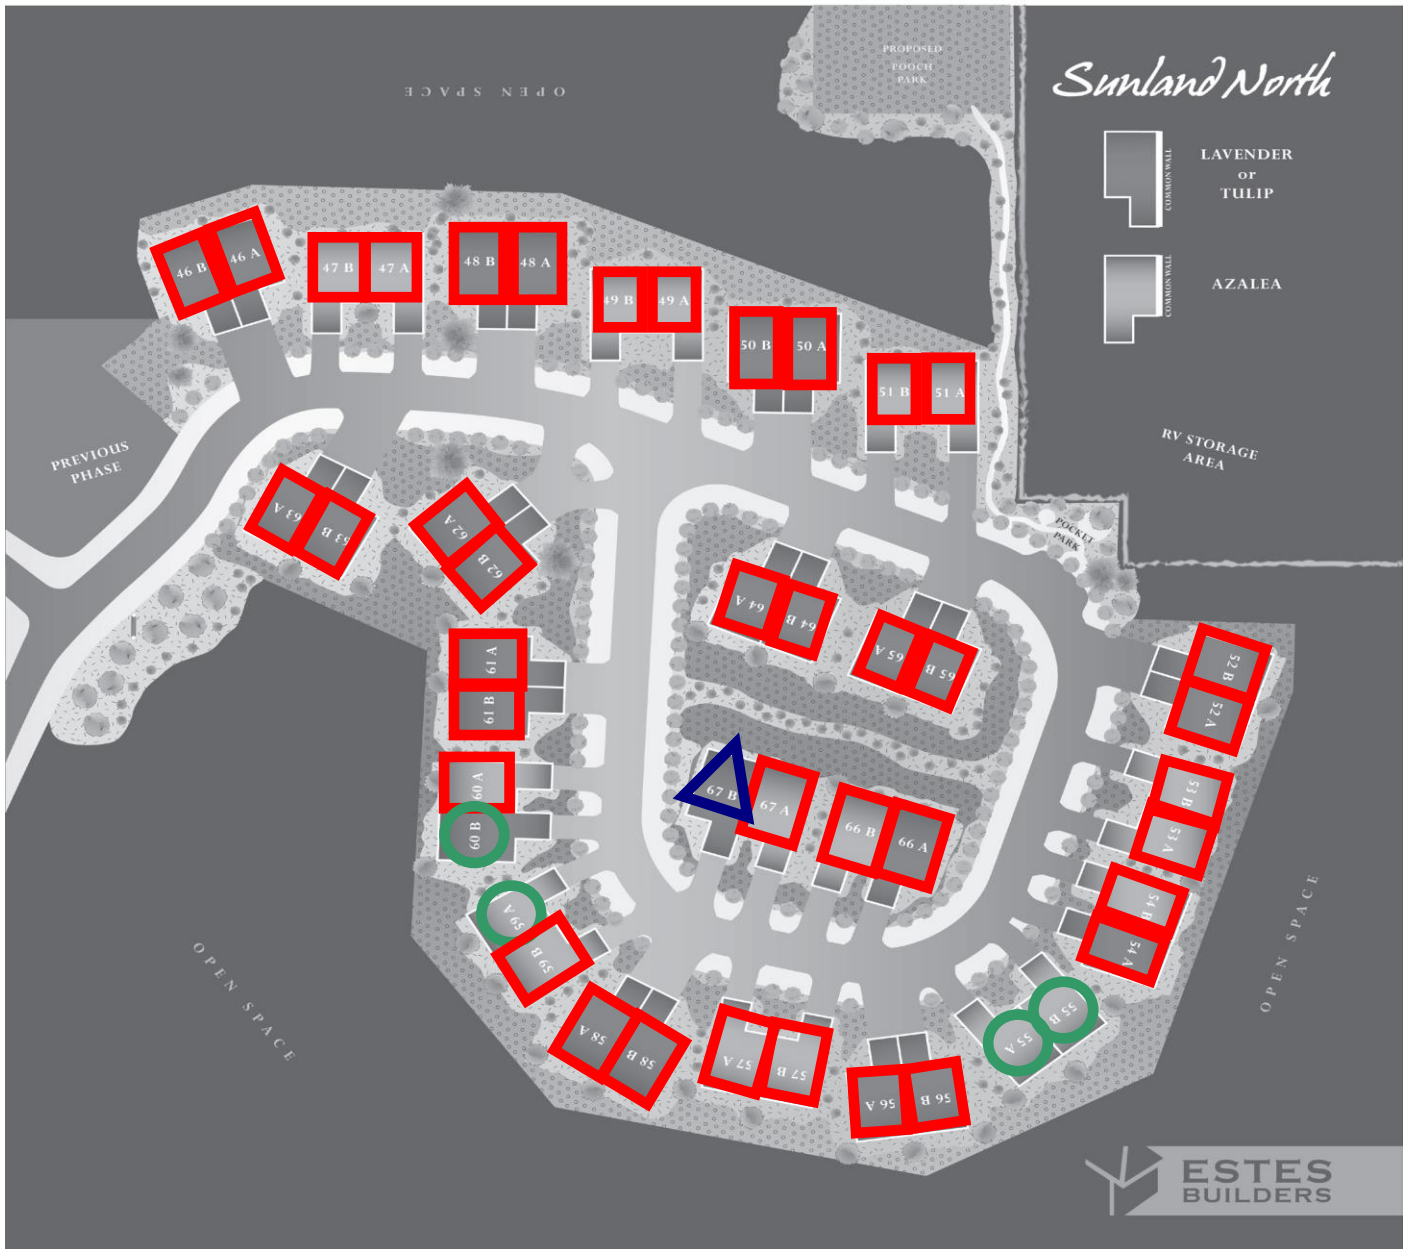 PROPOSED
POOCH
PARK
Sunland North
OPEN SPACE
COMMON WALL
LAVENDER
or
TULIP
COMMON WALL
AZALEA
46 B
46 A
47 B
47 A
48 B
48 A
49 B
49 A
50 B
50 A
51 B
51 A
PREVIOUS
PHASE
RV STORAGE
AREA
POCKET
PARK
63 A
63 B
62 A
62 B
64 A
64 B
65 A
65 B
61 A
61 B
52 B
52 A
60 A
60 B
67 B
67 A
66 B
66 A
53 B
53 A
59 A
59 B
54 B
54 A
OPEN SPACE
OPEN SPACE
58 A
58 B
57 A
57 B
56 A
56 B
55 A
55 B
ESTES
BUILDERS